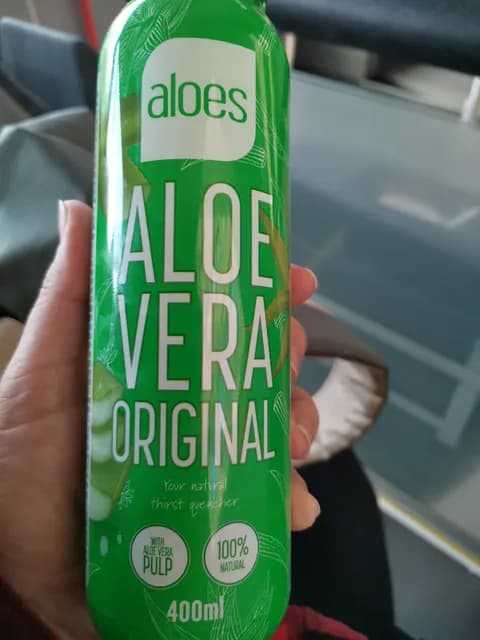 aloes
ALOE
VERA
ORIGINAL
Your natural
thirst quencher
WITH
ALOE VERA
PULP
100%
NATURAL
400ml